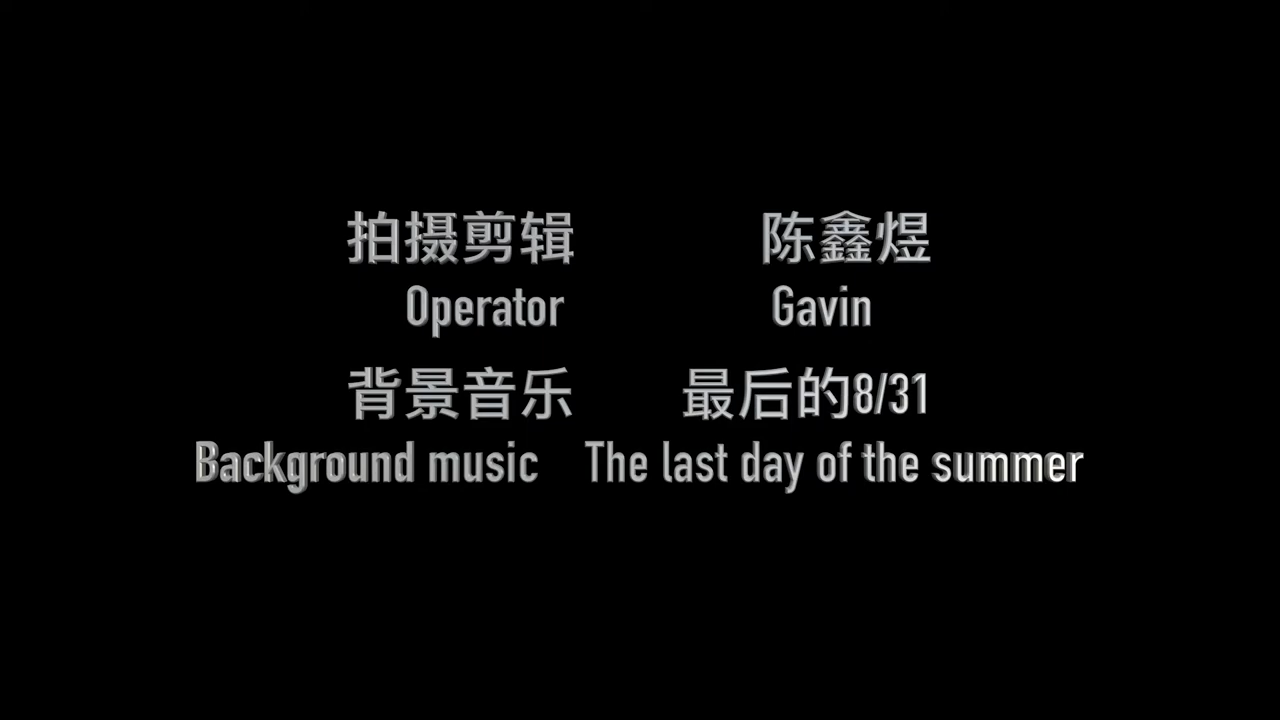 拍摄剪辑 陈鑫煜
Operator Gavin
背景音乐 最后的8/31
Background music The last day of the summer